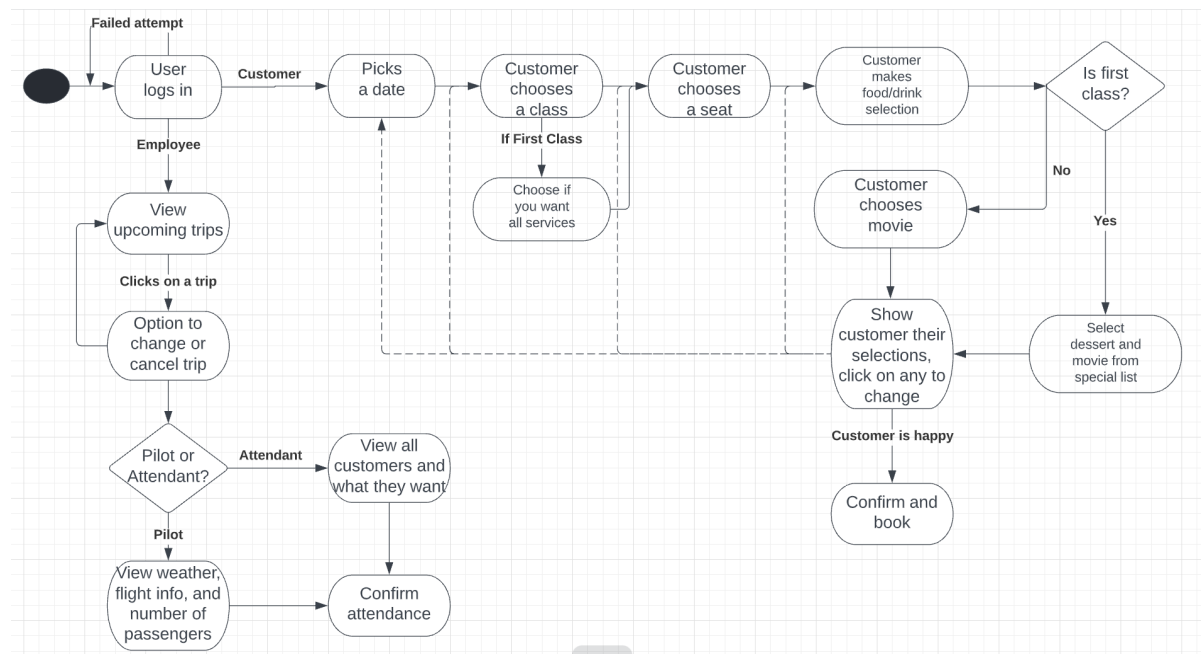 Failed attempt
User
logs in
Customer
Picks
a date
Customer
chooses
a class
Customer
chooses
a seat
Customer
makes
food/drink
selection
Is first
class?
Employee
If First Class
Choose if
you want
all services
No
Customer
chooses
movie
Yes
View
upcoming trips
Clicks on a trip
Option to
change or
cancel trip
Show
customer their
selections,
click on any to
change
Select
dessert and
movie from
special list
Customer is happy
Pilot or
Attendant?
Attendant
View all
customers and
what they want
Confirm and
book
Pilot
View weather,
flight info, and
number of
passengers
Confirm
attendance